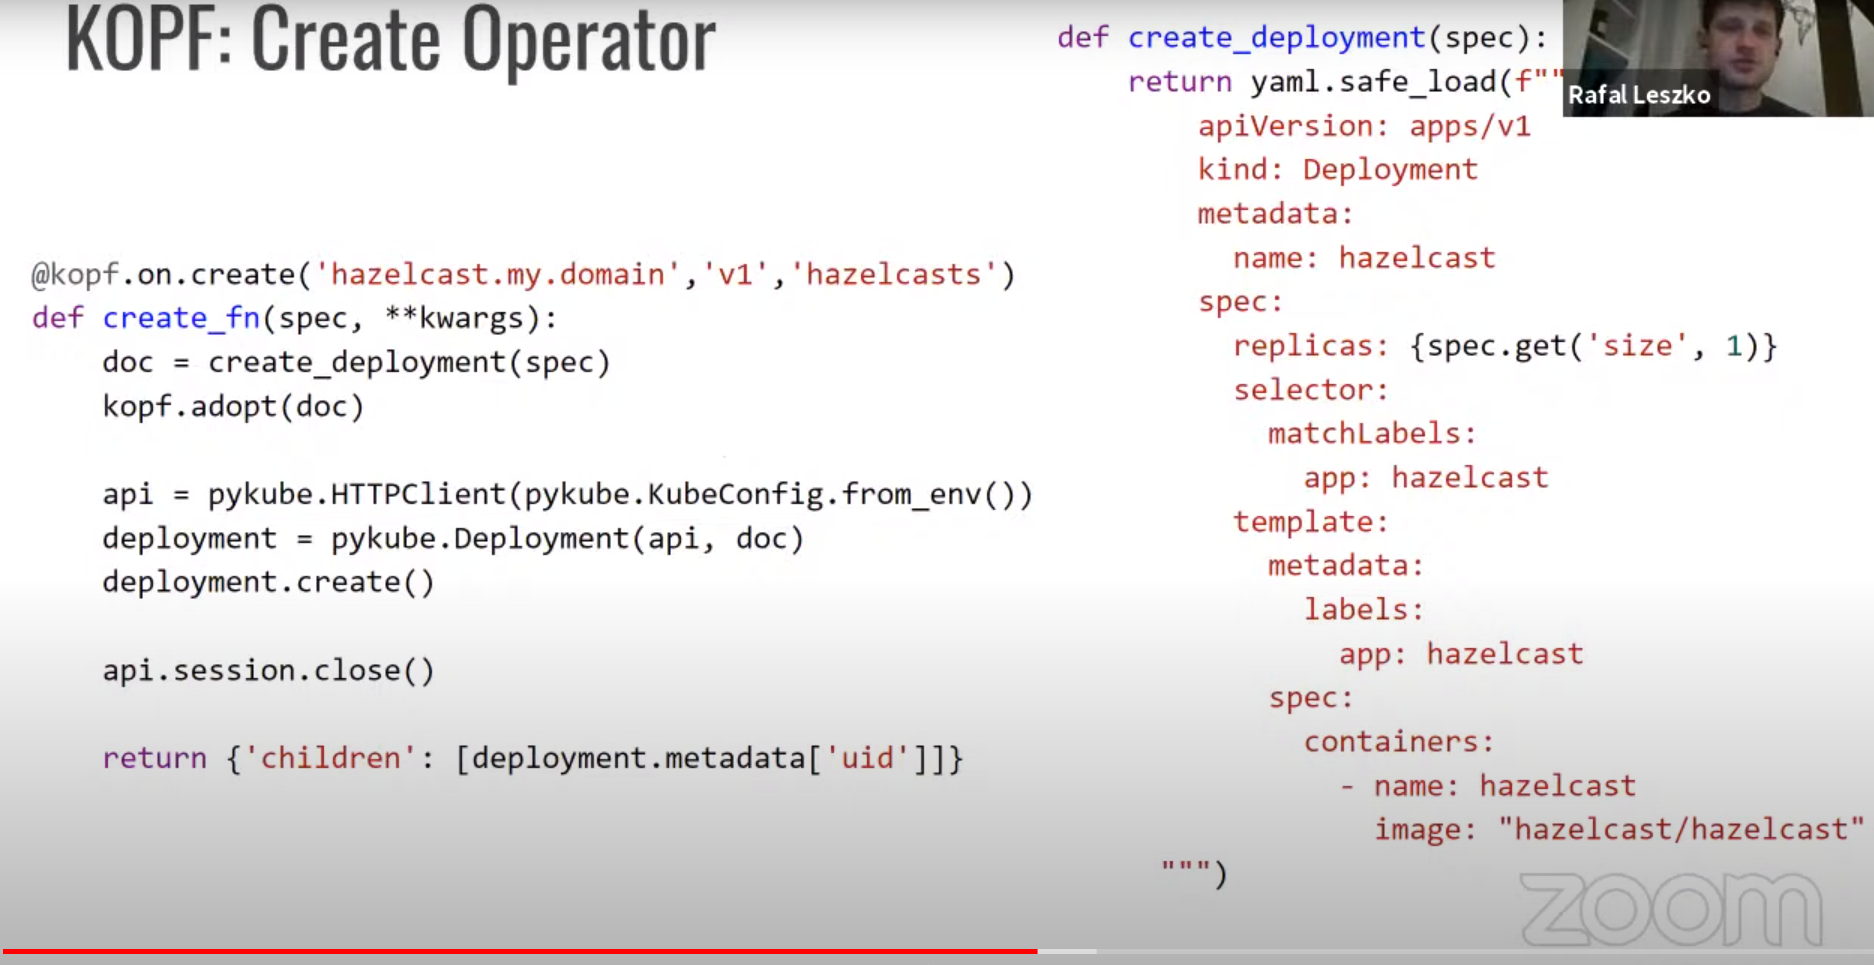 KOPF: Create Operator
@kopf.on.create('hazelcast.my.domain','v1','hazelcasts')
def create_fn(spec, **kwargs):
    doc = create_deployment(spec)
    kopf.adopt(doc)
    api = pykube.HTTPClient(pykube.KubeConfig.from_env())
    deployment = pykube.Deployment(api, doc)
    deployment.create()
    api.session.close()
    return {'children': [deployment.metadata['uid']]}
def create_deployment(spec):
    return yaml.safe_load(f""
        apiVersion: apps/v1
        kind: Deployment
        metadata:
          name: hazelcast
        spec:
          replicas: {spec.get('size', 1)}
          selector:
            matchLabels:
              app: hazelcast
          template:
            metadata:
              labels:
                app: hazelcast
            spec:
              containers:
                - name: hazelcast
                  image: "hazelcast/hazelcast"
      """)
Rafal Leszko
zoom